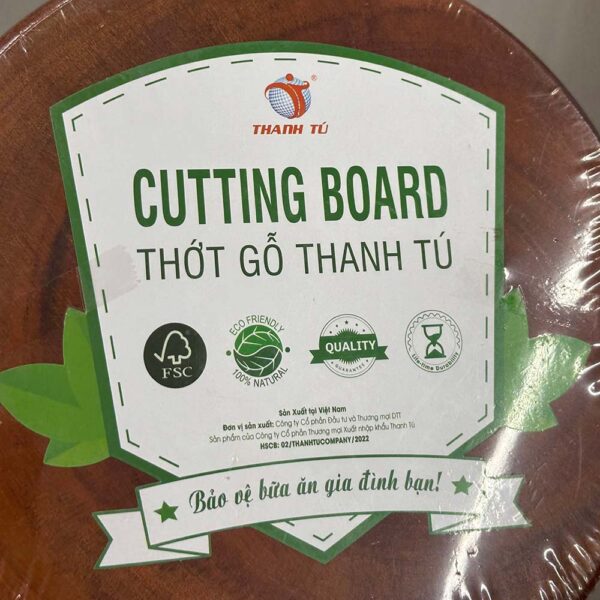 ®
THANH TÚ
CUTTING BOARD
THỚT GỖ THANH TÚ
FSC
ECO FRIENDLY
100% NATURAL
QUALITY
GUARANTEE
Life-time Durability
Sản Xuất tại Việt Nam
Đơn vị sản xuất: Công ty Cổ phần Đầu tư và Thương mại DTT
Sản phẩm của Công ty Cổ phần Thương mại Xuất nhập khẩu Thanh Tú
HSCB: 02/THANHTUCOMPANY/2022
Bảo vệ bữa ăn gia đình bạn!